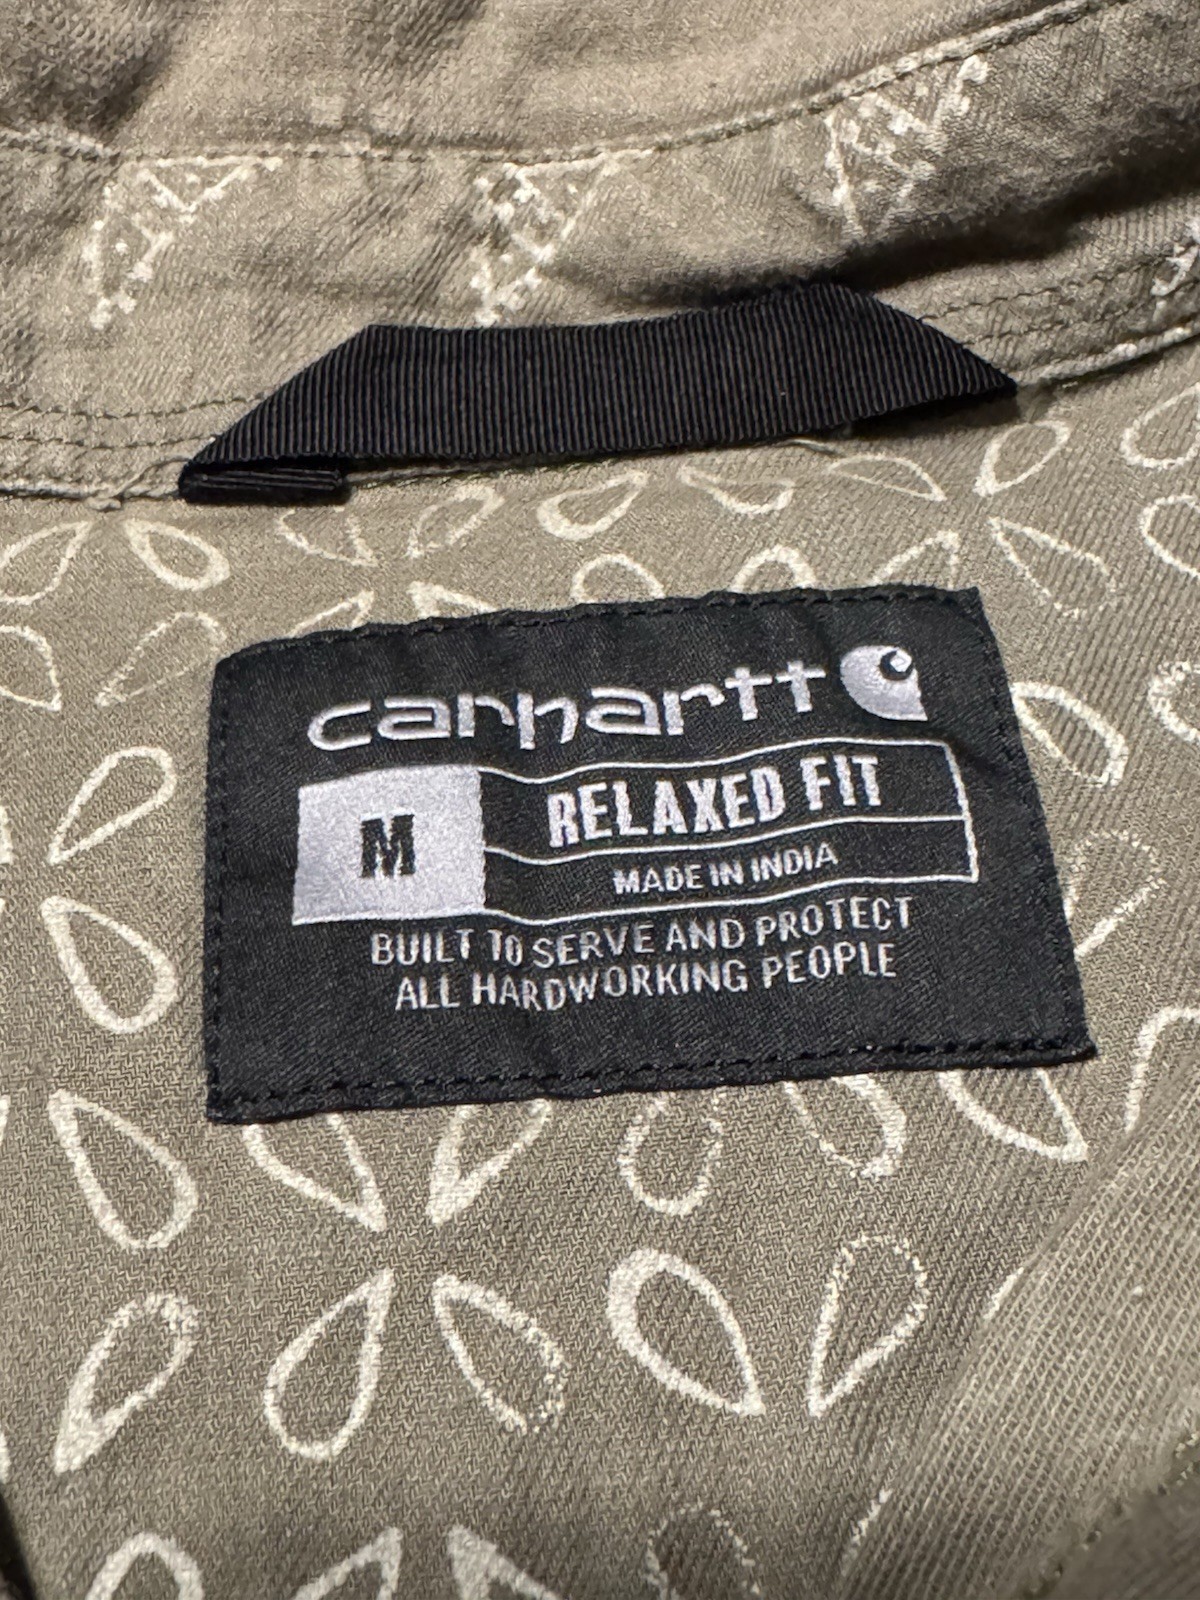 carhartt
M
RELAXED FIT
MADE IN INDIA
BUILT TO SERVE AND PROTECT
ALL HARDWORKING PEOPLE